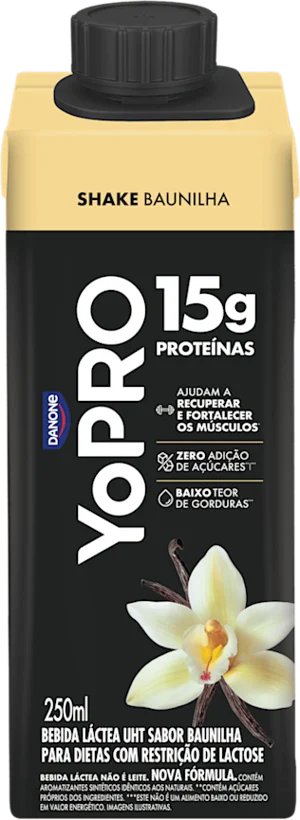 SHAKE BAUNILHA
DANONE
YoPRO
15g
PROTEÍNAS
AJUDAM A
RECUPERAR
E FORTALECER
OS MÚSCULOS*
ZERO ADIÇÃO
DE AÇÚCARES**/***
BAIXO TEOR
DE GORDURAS***
250ml
BEBIDA LÁCTEA UHT SABOR BAUNILHA
PARA DIETAS COM RESTRIÇÃO DE LACTOSE
BEBIDA LÁCTEA NÃO É LEITE. NOVA FÓRMULA. CONTÉM
AROMATIZANTES SINTÉTICOS IDÊNTICOS AOS NATURAIS. **CONTÉM AÇÚCARES
PRÓPRIOS DOS INGREDIENTES. ***ESTE NÃO É UM ALIMENTO BAIXO OU REDUZIDO
EM VALOR ENERGÉTICO. IMAGENS ILUSTRATIVAS.